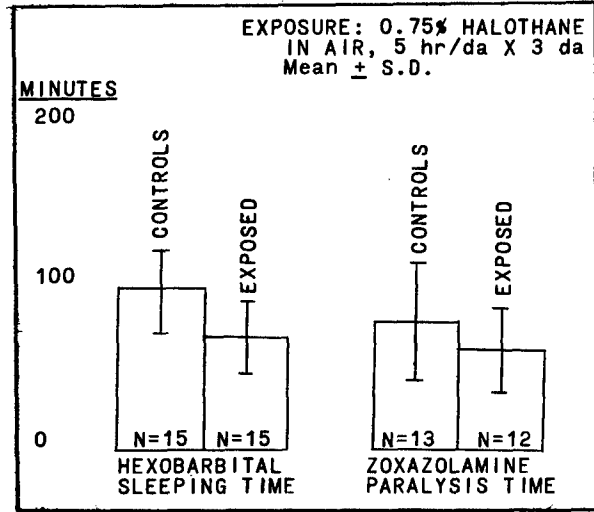 EXPOSURE: 0.75% HALOTHANE
IN AIR, 5 hr/da X 3 da
Mean ± S.D.
MINUTES
200
100
0
CONTROLS
EXPOSED
CONTROLS
EXPOSED
N=15
N=15
N=13
N=12
HEXOBARBITAL
SLEEPING TIME
ZOXAZOLAMINE
PARALYSIS TIME